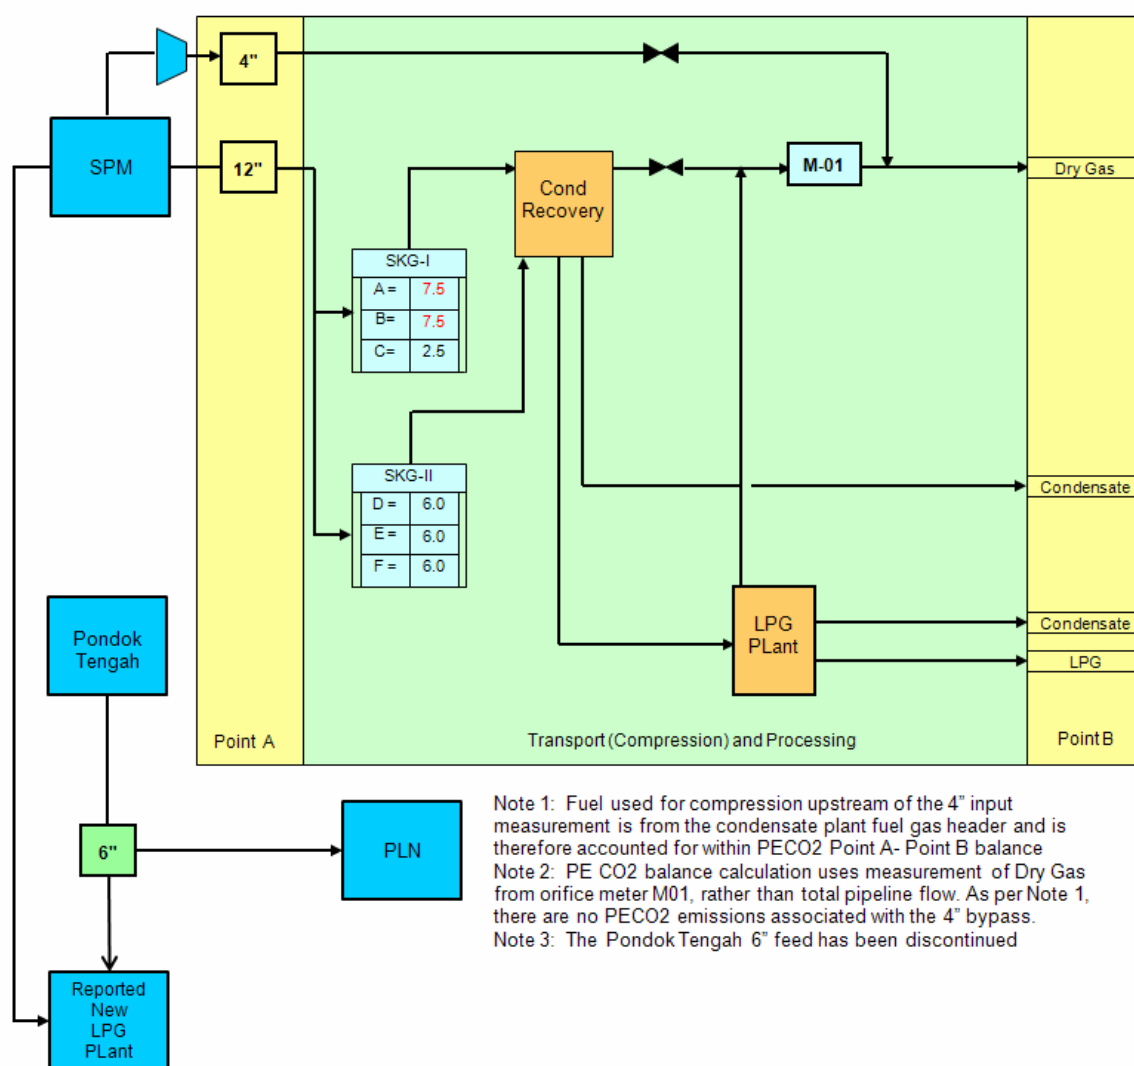 4"
SPM
12"
M-01
Dry Gas
Cond
Recovery
SKG-I
A = 7.5
B= 7.5
C= 2.5
SKG-II
D = 6.0
E = 6.0
F = 6.0
Condensate
Pondok
Tengah
LPG
PLant
Condensate
LPG
Point A
Transport (Compression) and Processing
Point B
6"
PLN
Note 1: Fuel used for compression upstream of the 4” input
measurement is from the condensate plant fuel gas header and is
therefore accounted for within PECO2 Point A- Point B balance
Note 2: PE CO2 balance calculation uses measurement of Dry Gas
from orifice meter M01, rather than total pipeline flow. As per Note 1,
there are no PECO2 emissions associated with the 4” bypass.
Note 3: The Pondok Tengah 6” feed has been discontinued
Reported
New
LPG
PLant